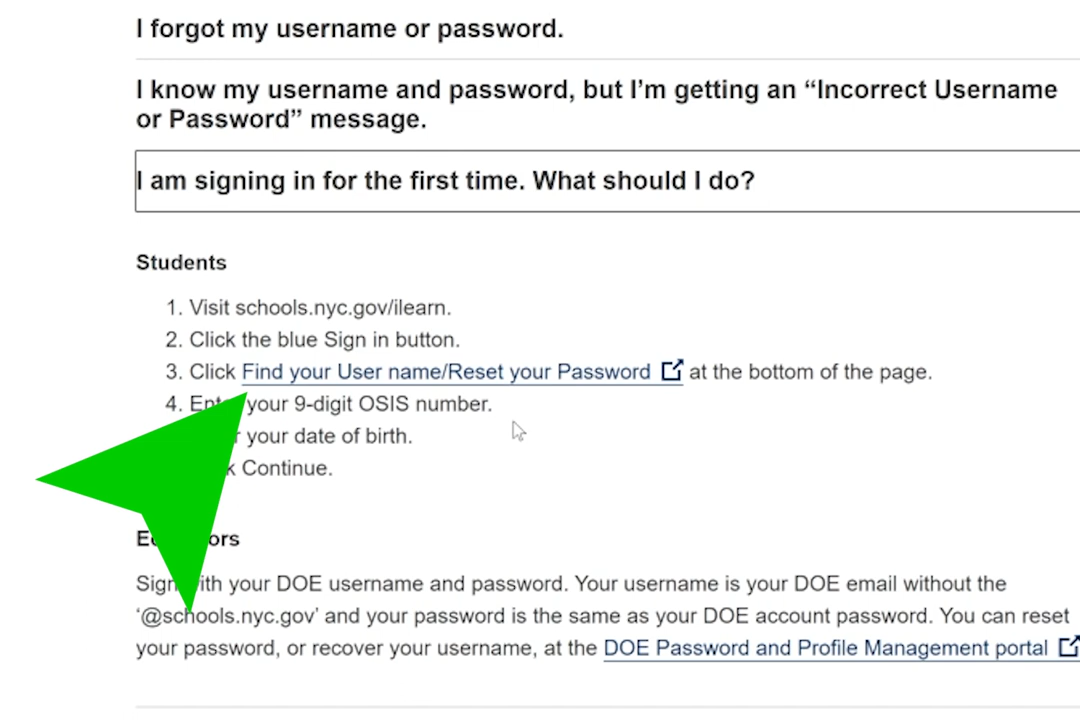 I forgot my username or password.
I know my username and password, but I’m getting an “Incorrect Username
or Password” message.
I am signing in for the first time. What should I do?
Students
1. Visit schools.nyc.gov/ilearn.
2. Click the blue Sign in button.
3. Click Find your User name/Reset your Password at the bottom of the page.
4. Enter your 9-digit OSIS number.
your date of birth.
Continue.
Sign with your DOE username and password. Your username is your DOE email without the
‘@schools.nyc.gov’ and your password is the same as your DOE account password. You can reset
your password, or recover your username, at the DOE Password and Profile Management portal